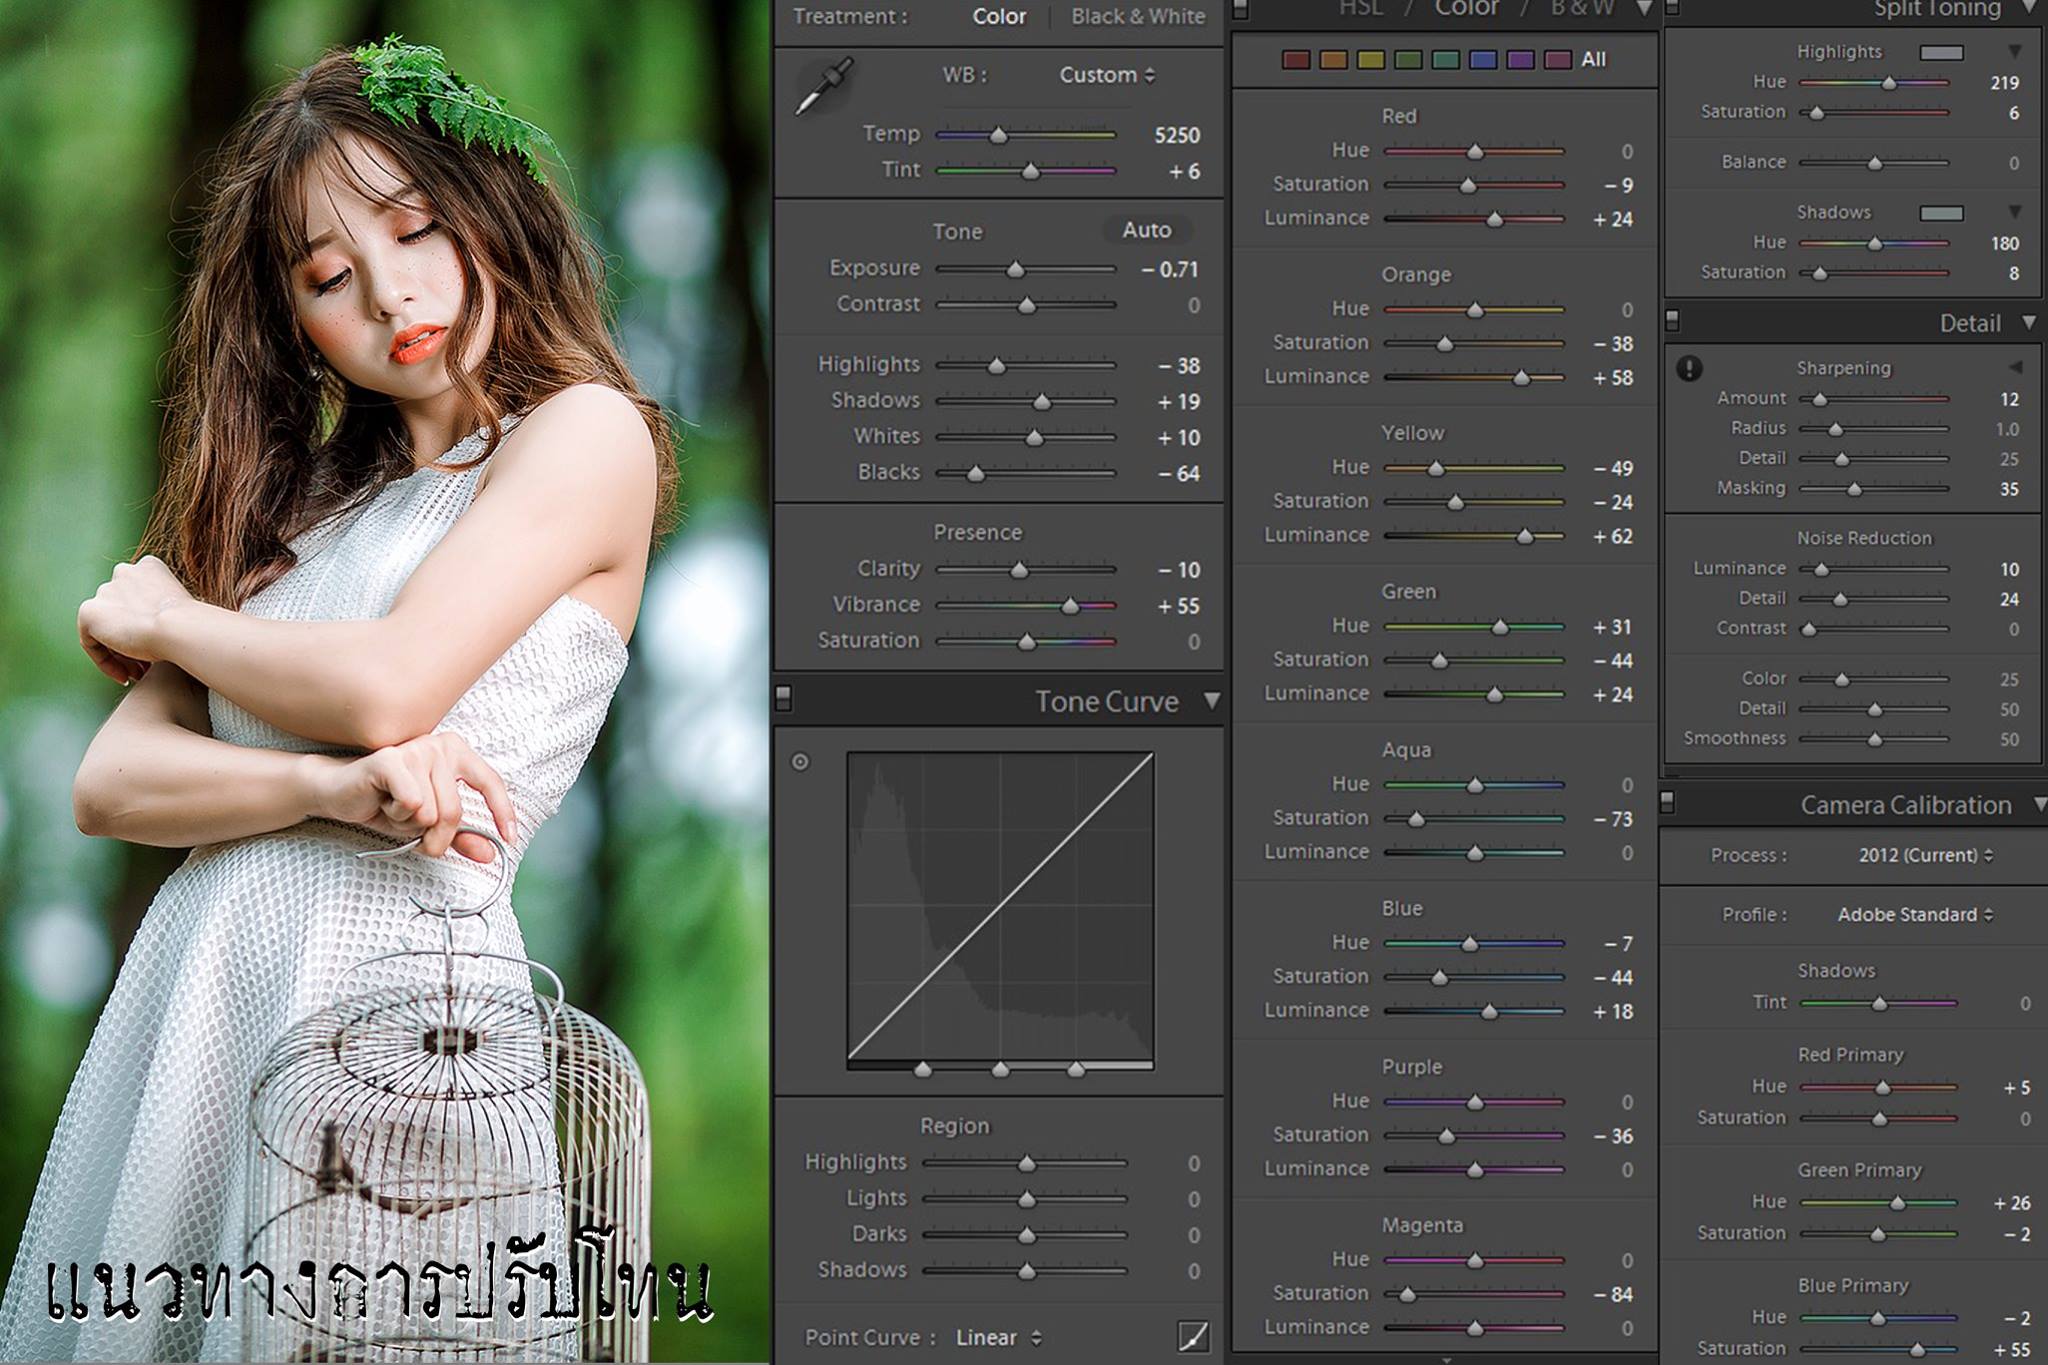 แนวทางการปรับโทน
Treatment : Color | Black & White
WB : Custom
Temp 5250
Tint + 6
Tone Auto
Exposure – 0.71
Contrast 0
Highlights – 38
Shadows + 19
Whites + 10
Blacks – 64
Presence
Clarity – 10
Vibrance + 55
Saturation 0
Tone Curve
Region
Highlights 0
Lights 0
Darks 0
Shadows 0
Point Curve : Linear
HSL / Color / B & W
All
Red
Hue 0
Saturation – 9
Luminance + 24
Orange
Hue 0
Saturation – 38
Luminance + 58
Yellow
Hue – 49
Saturation – 24
Luminance + 62
Green
Hue + 31
Saturation – 44
Luminance + 24
Aqua
Hue 0
Saturation – 73
Luminance 0
Blue
Hue – 7
Saturation – 44
Luminance + 18
Purple
Hue 0
Saturation – 36
Luminance 0
Magenta
Hue 0
Saturation – 84
Luminance 0
Split Toning
Highlights
Hue 219
Saturation 6
Balance 0
Shadows
Hue 180
Saturation 8
Detail
Sharpening
Amount 12
Radius 1.0
Detail 25
Masking 35
Noise Reduction
Luminance 10
Detail 24
Contrast 0
Color 25
Detail 50
Smoothness 50
Camera Calibration
Process : 2012 (Current)
Profile : Adobe Standard
Shadows
Tint 0
Red Primary
Hue + 5
Saturation 0
Green Primary
Hue + 26
Saturation – 2
Blue Primary
Hue – 2
Saturation + 55